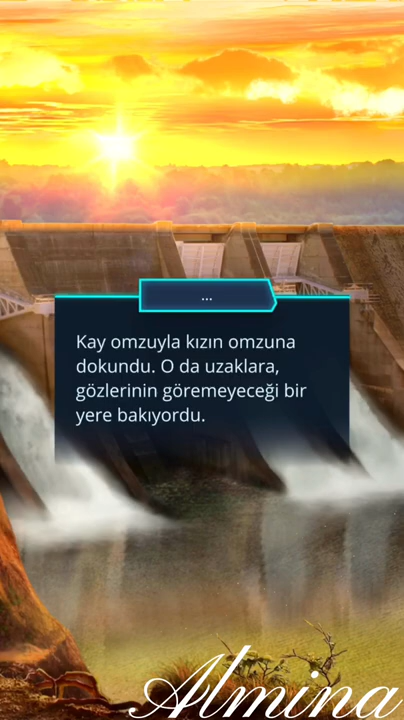 ...
Kay omzuyla kızın omzuna
dokundu. O da uzaklara,
gözlerinin göremeyeceği bir
yere bakıyordu.
Almina